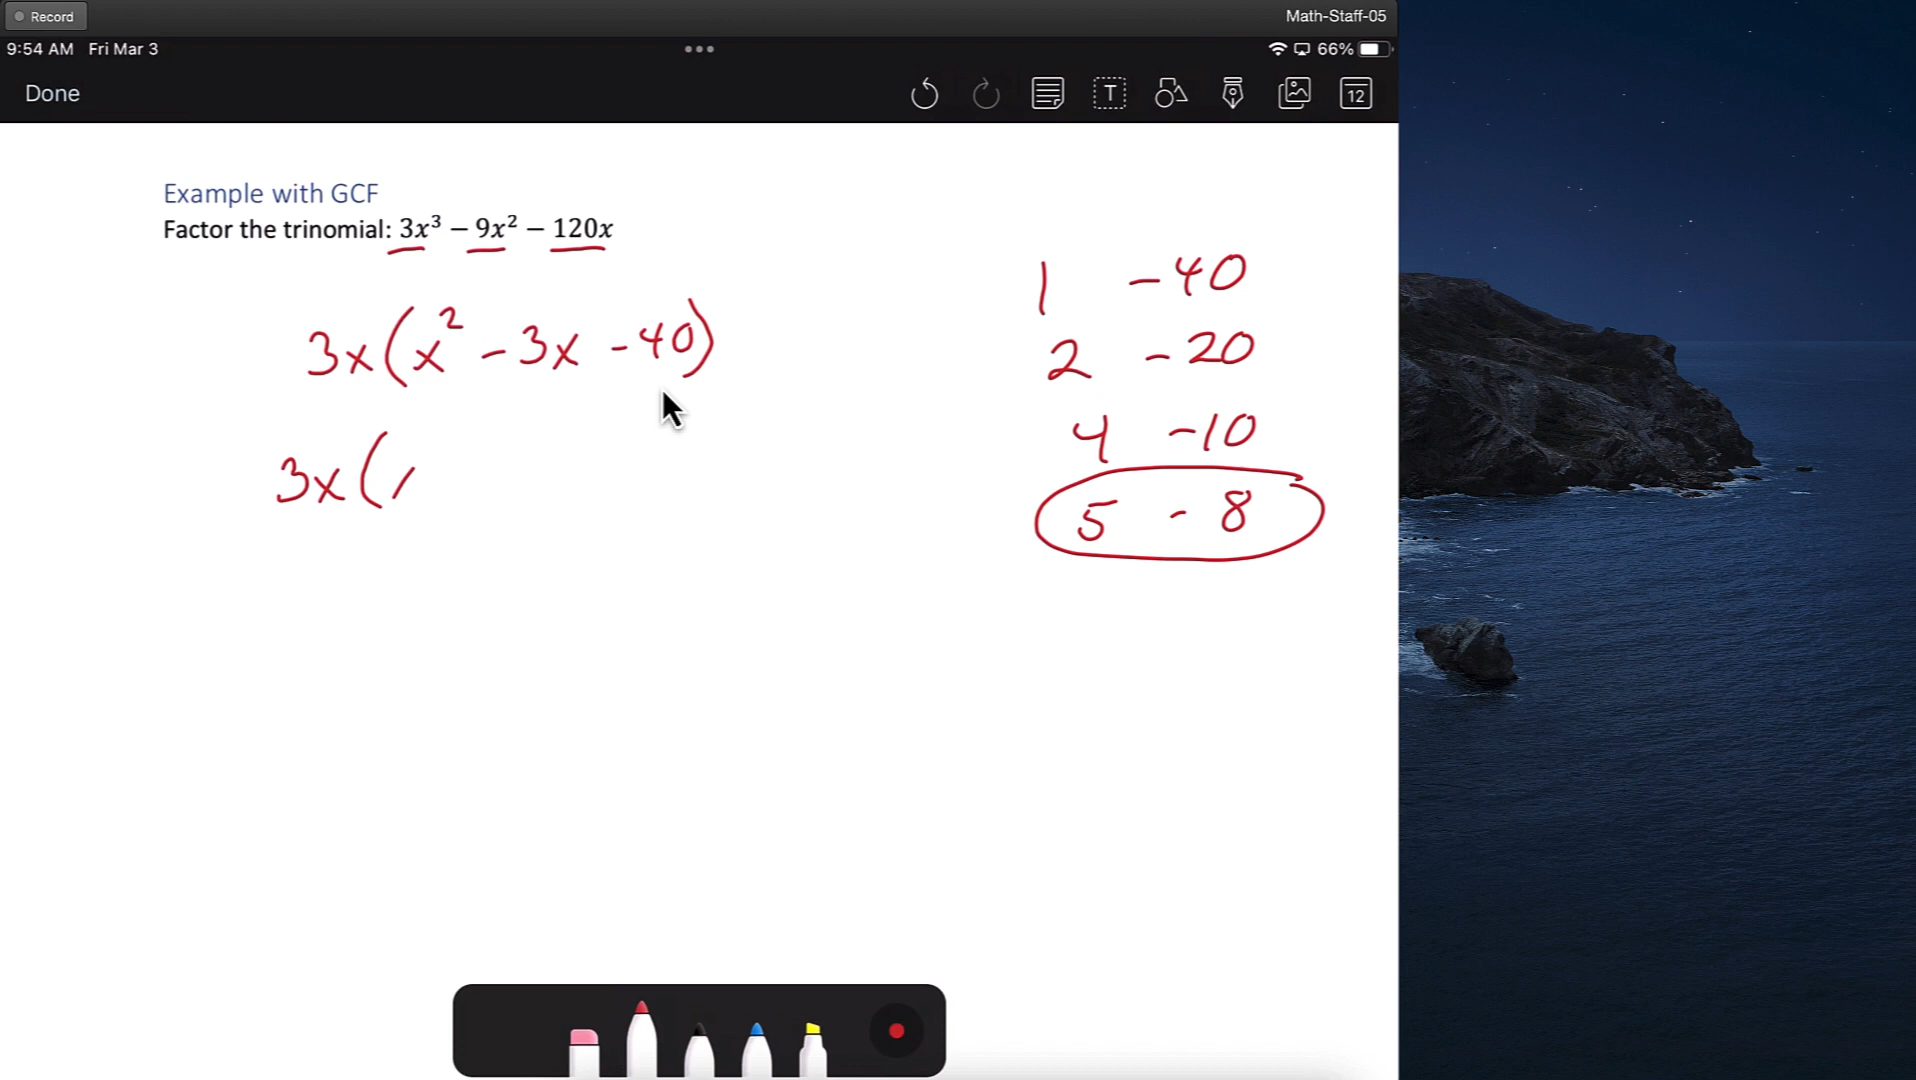 Record
Math-Staff-05
9:54 AM Fri Mar 3
66%
Done
T
12
Example with GCF
Factor the trinomial: 3x³ − 9x² − 120x
3x(x² - 3x - 40)
3x(
1 -40
2 -20
4 -10
5 -8